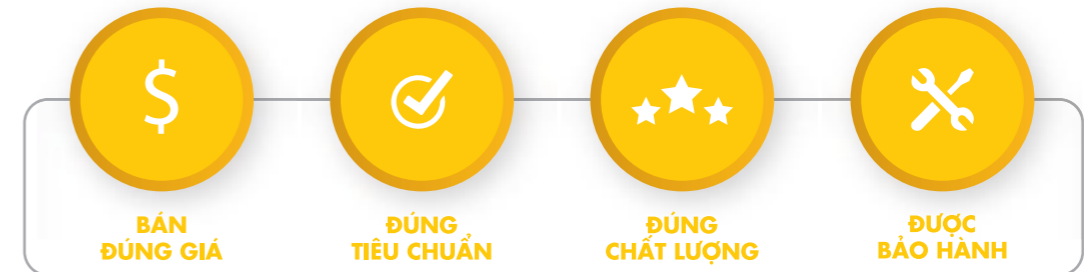 $
BÁN
ĐÚNG GIÁ
ĐÚNG
TIÊU CHUẨN
ĐÚNG
CHẤT LƯỢNG
ĐƯỢC
BẢO HÀNH